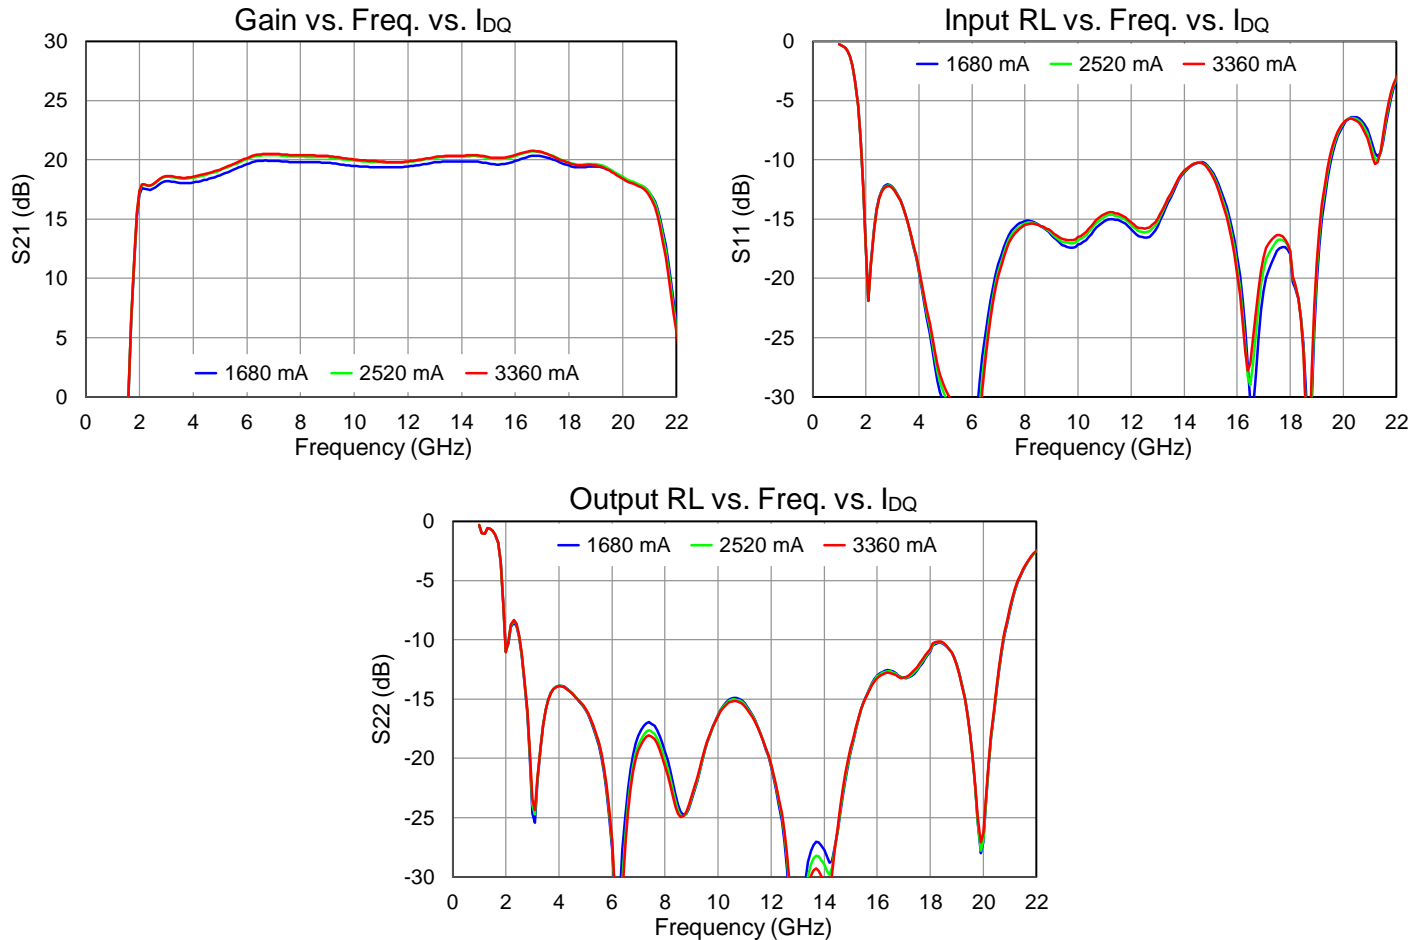 Gain vs. Freq. vs. IDQ
30
25
20
15
10
5
0
S21 (dB)
1680 mA 2520 mA 3360 mA
0 2 4 6 8 10 12 14 16 18 20 22
Frequency (GHz)
Input RL vs. Freq. vs. IDQ
0
-5
-10
-15
-20
-25
-30
S11 (dB)
1680 mA 2520 mA 3360 mA
0 2 4 6 8 10 12 14 16 18 20 22
Frequency (GHz)
Output RL vs. Freq. vs. IDQ
0
-5
-10
-15
-20
-25
-30
S22 (dB)
1680 mA 2520 mA 3360 mA
0 2 4 6 8 10 12 14 16 18 20 22
Frequency (GHz)